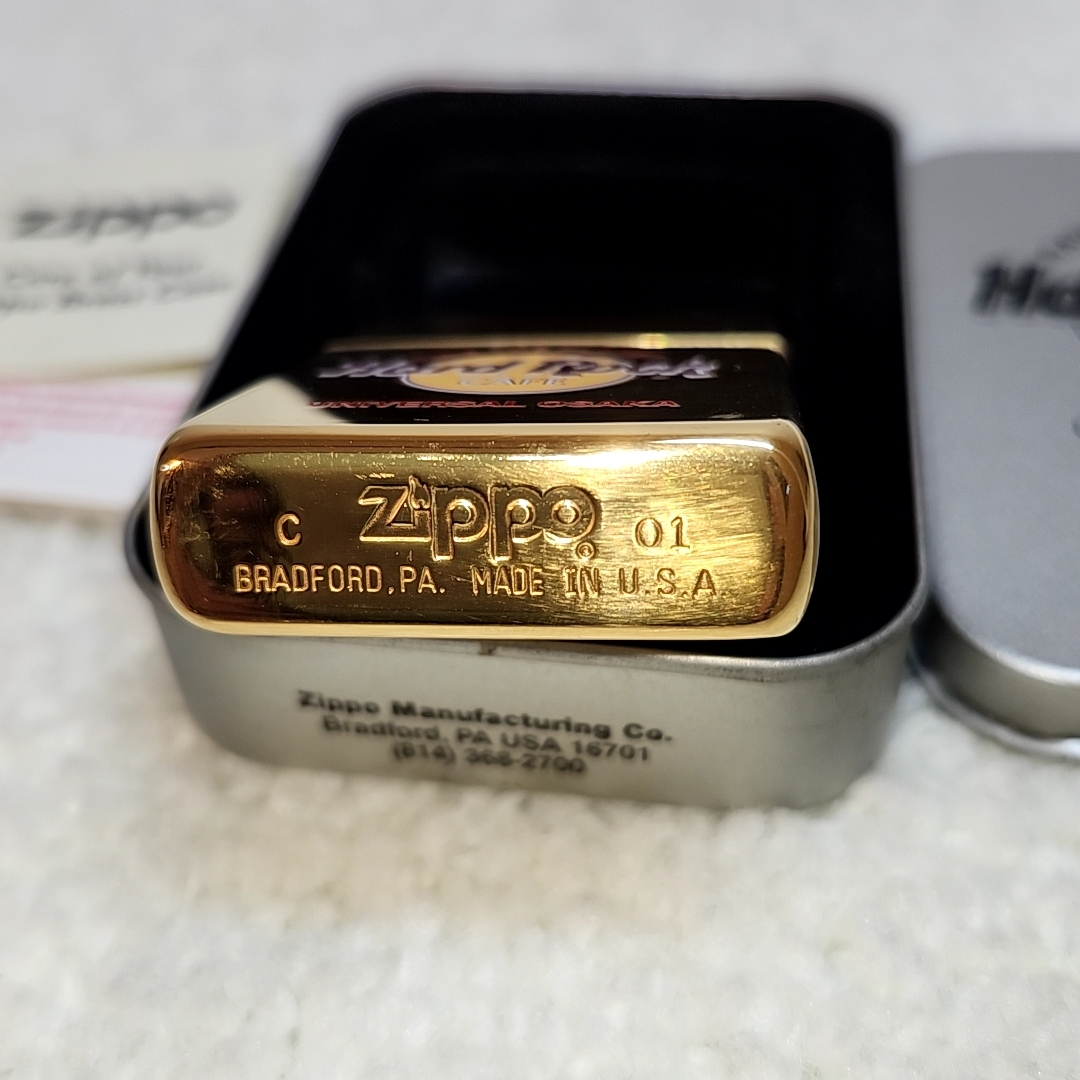 zippo
Hard Rock
CAFE
UNIVERSAL OSAKA
C zippo ® 01
BRADFORD, PA. MADE IN U.S.A.
Zippo Manufacturing Co.
Bradford, PA USA 16701
(814) 368-2700